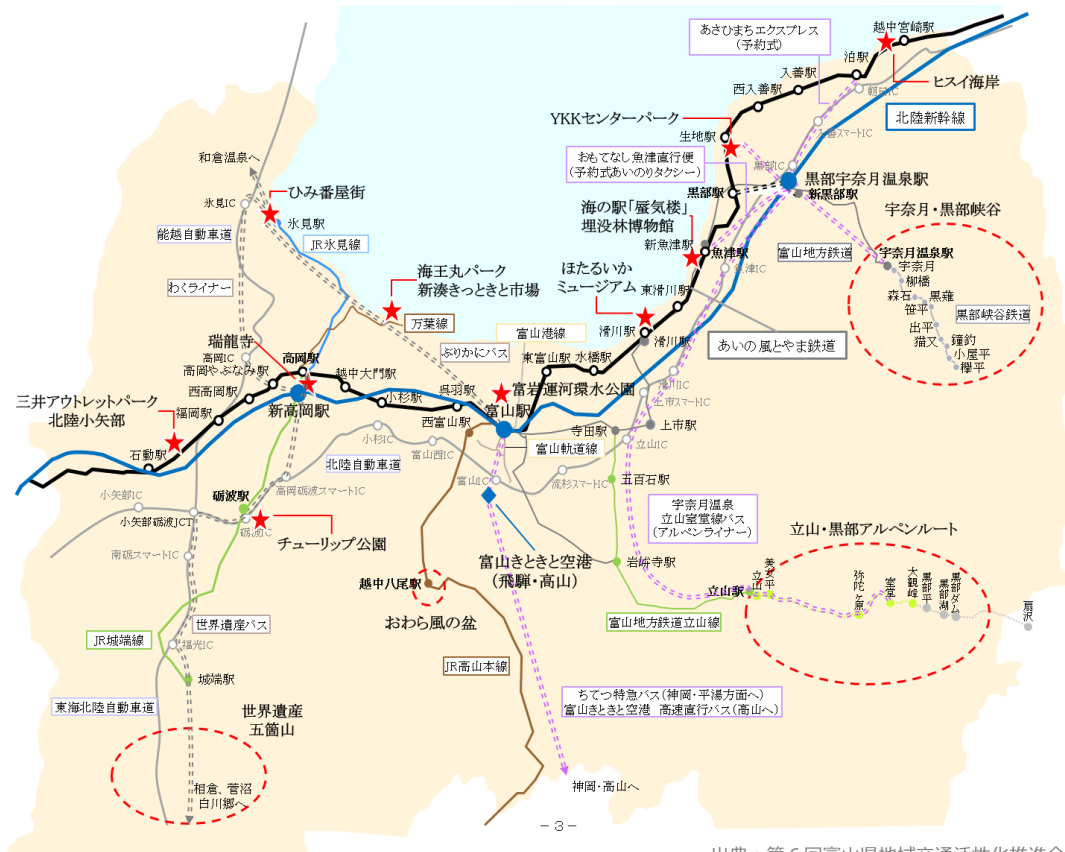 あさひまちエクスプレス
(予約式)
越中宮崎駅
泊駅
入善駅
西入善駅
朝日IC
ヒスイ海岸
YKKセンターパーク
生地駅
入善スマートIC
北陸新幹線
おもてなし魚津直行便
(予約式あいのりタクシー)
黒部IC
和倉温泉へ
黒部駅
黒部宇奈月温泉駅
新黒部駅
ひみ番屋街
氷見IC
氷見駅
海の駅「蜃気楼」
埋没林博物館
宇奈月・黒部峡谷
能越自動車道
JR氷見線
新魚津駅
魚津駅
富山地方鉄道
宇奈月温泉駅
海王丸パーク
新湊きっときと市場
ほたるいか
ミュージアム
魚津IC
宇奈月
柳橋
わくライナー
東滑川駅
森石
黒薙
笹平
黒部峡谷鉄道
万葉線
富山港線
滑川駅
滑川駅
出平
猫又
鐘釣
小屋平
欅平
瑞龍寺
ぶりかにバス
あいの風とやま鉄道
高岡IC
高岡駅
東富山駅
水橋駅
高岡やぶなみ駅
越中大門駅
滑川IC
西高岡駅
小杉駅
呉羽駅
富岩運河環水公園
上市スマートIC
三井アウトレットパーク
北陸小矢部
福岡駅
新高岡駅
西富山駅
富山駅
寺田駅
上市駅
石動駅
小杉IC
富山西IC
富山軌道線
立山IC
北陸自動車道
富山IC
流杉スマートIC
五百石駅
小矢部IC
砺波駅
高岡砺波スマートIC
小矢部砺波JCT
砺波IC
チューリップ公園
宇奈月温泉
立山室堂線バス
(アルペンライナー)
立山・黒部アルペンルート
南砺スマートIC
富山きときと空港
(飛騨・高山)
岩峅寺駅
越中八尾駅
立山駅
立山
美女平
弥陀ヶ原
室堂
大観峰
黒部平
黒部湖
黒部ダム
扇沢
おわら風の盆
世界遺産バス
富山地方鉄道立山線
JR城端線
福光IC
JR高山本線
城端駅
東海北陸自動車道
世界遺産
五箇山
ちてつ特急バス(神岡・平湯方面へ)
富山きときと空港 高速直行バス(高山へ)
相倉、菅沼
白川郷へ
神岡・高山へ
-3-